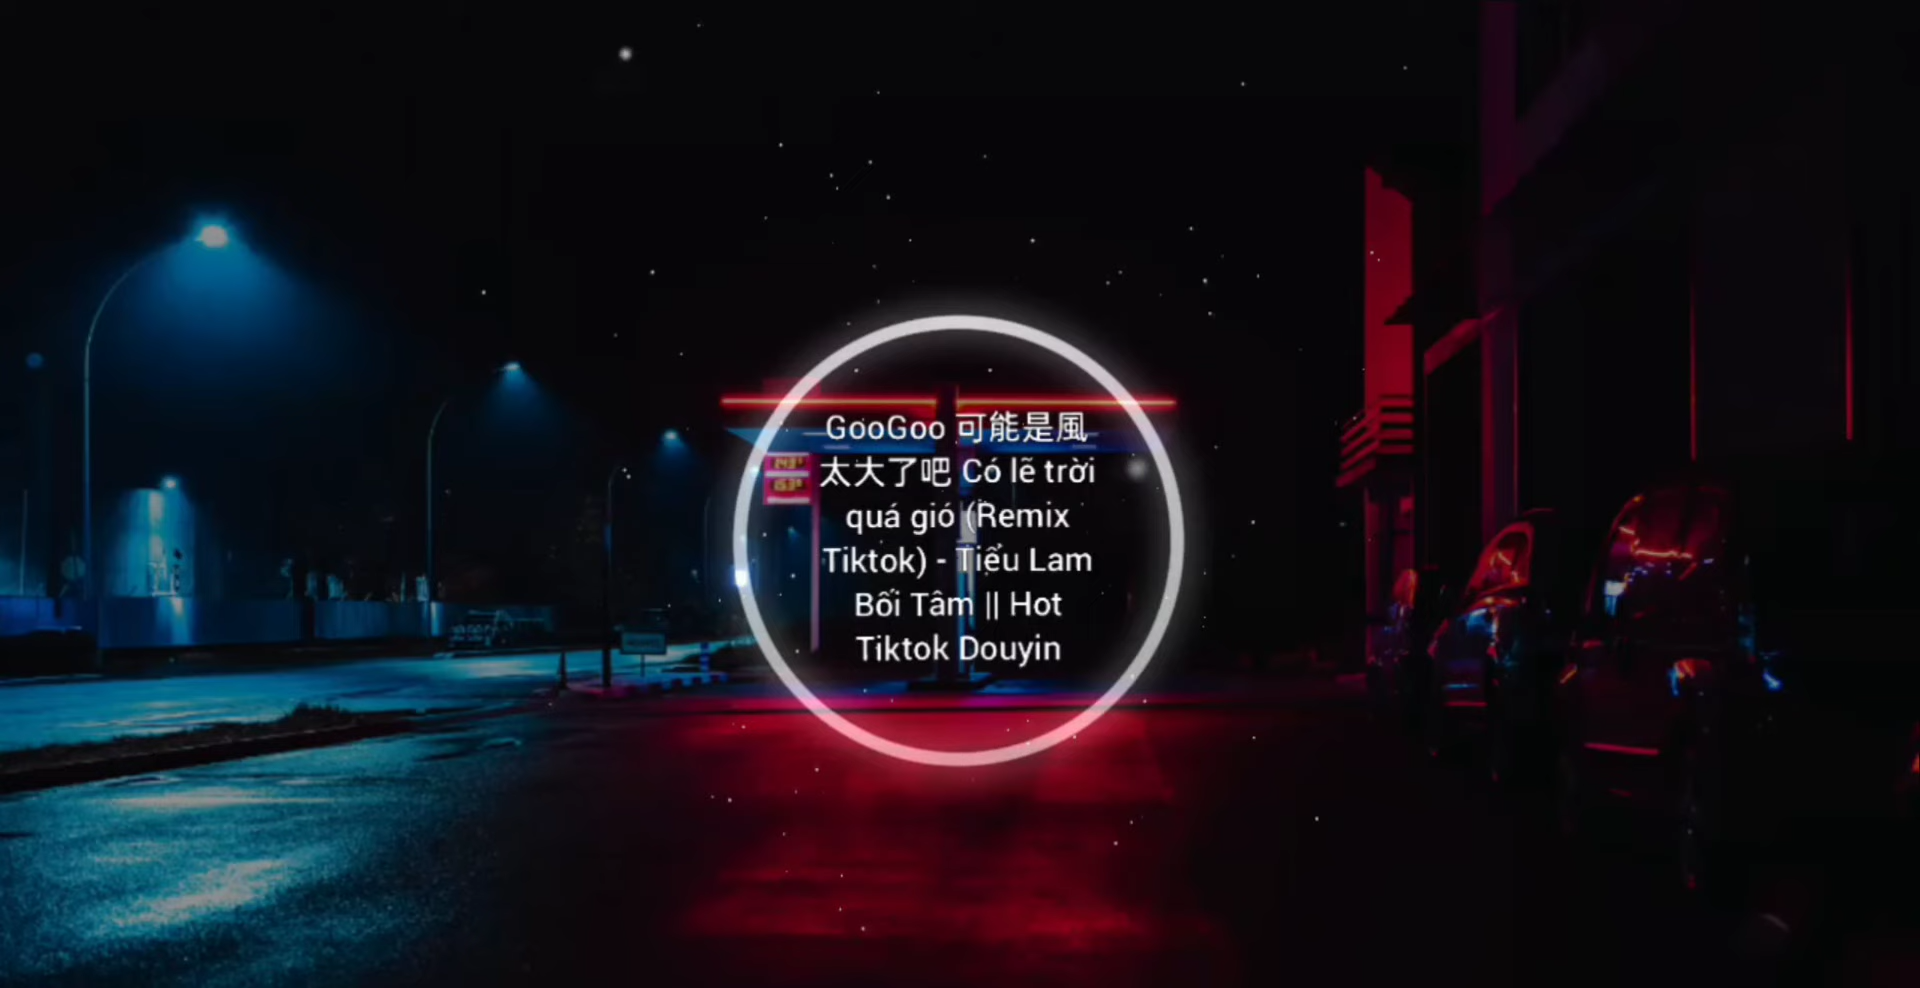 GooGoo 可能是風
太大了吧 Có lẽ trời
quá gió (Remix
Tiktok) - Tiểu Lam
Bối Tâm || Hot
Tiktok Douyin